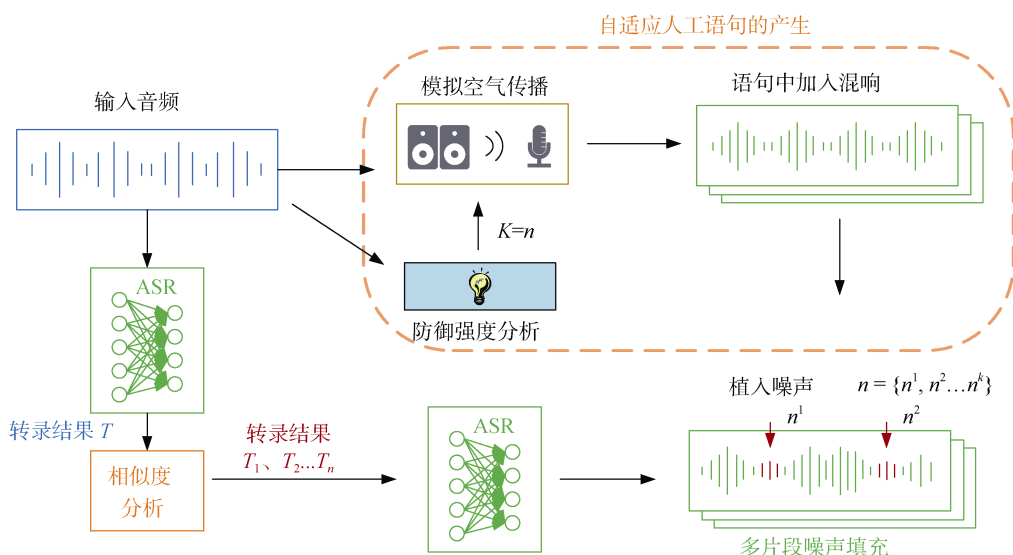 自适应人工语句的产生
输入音频
模拟空气传播
语句中加入混响
K=n
防御强度分析
ASR
转录结果 T
相似度
分析
转录结果
T₁、T₂...Tₙ
ASR
植入噪声
n = {n¹, n²…nᵏ}
n¹
n²
多片段噪声填充